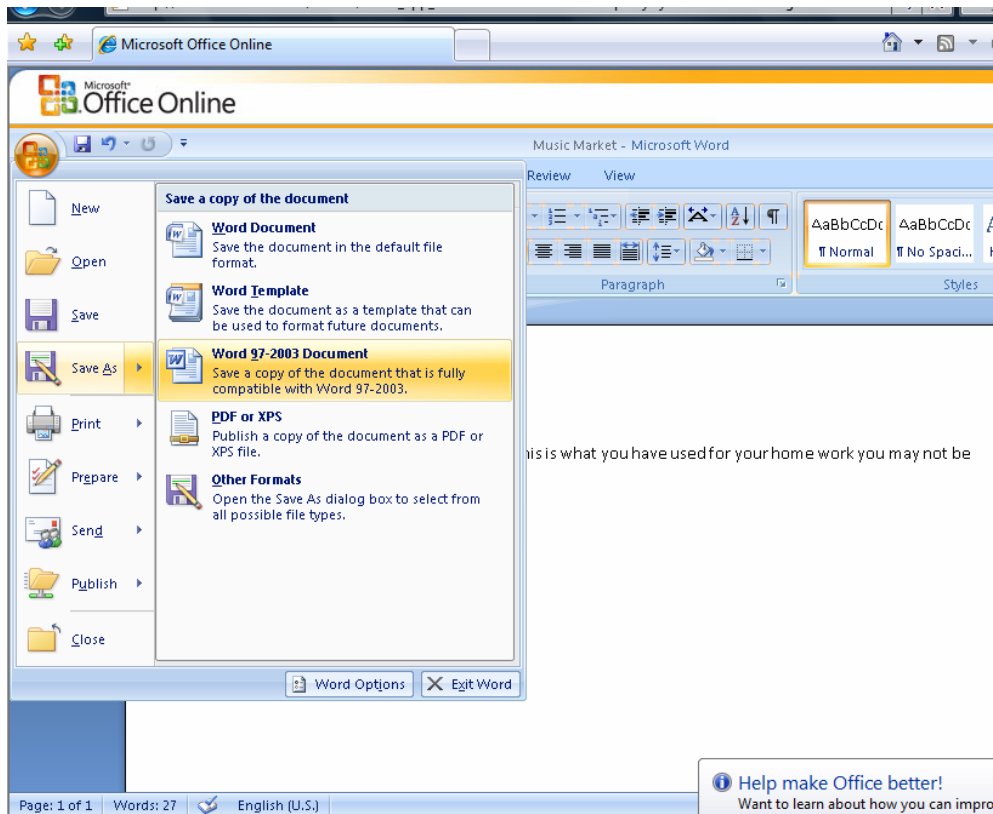 Microsoft Office Online
Microsoft®
Office Online
Music Market - Microsoft Word
Review View
New
Open
Save
Save As
Print
Prepare
Send
Publish
Close
Save a copy of the document
Word Document
Save the document in the default file
format.
Word Template
Save the document as a template that can
be used to format future documents.
Word 97-2003 Document
Save a copy of the document that is fully
compatible with Word 97-2003.
PDF or XPS
Publish a copy of the document as a PDF or
XPS file.
Other Formats
Open the Save As dialog box to select from
all possible file types.
Word Options Exit Word
AaBbCcDc AaBbCcDc
¶ Normal ¶ No Spaci...
Paragraph Styles
is is what you have used for your home work you may not be
Help make Office better!
Want to learn about how you can impro
Page: 1 of 1 Words: 27 English (U.S.)